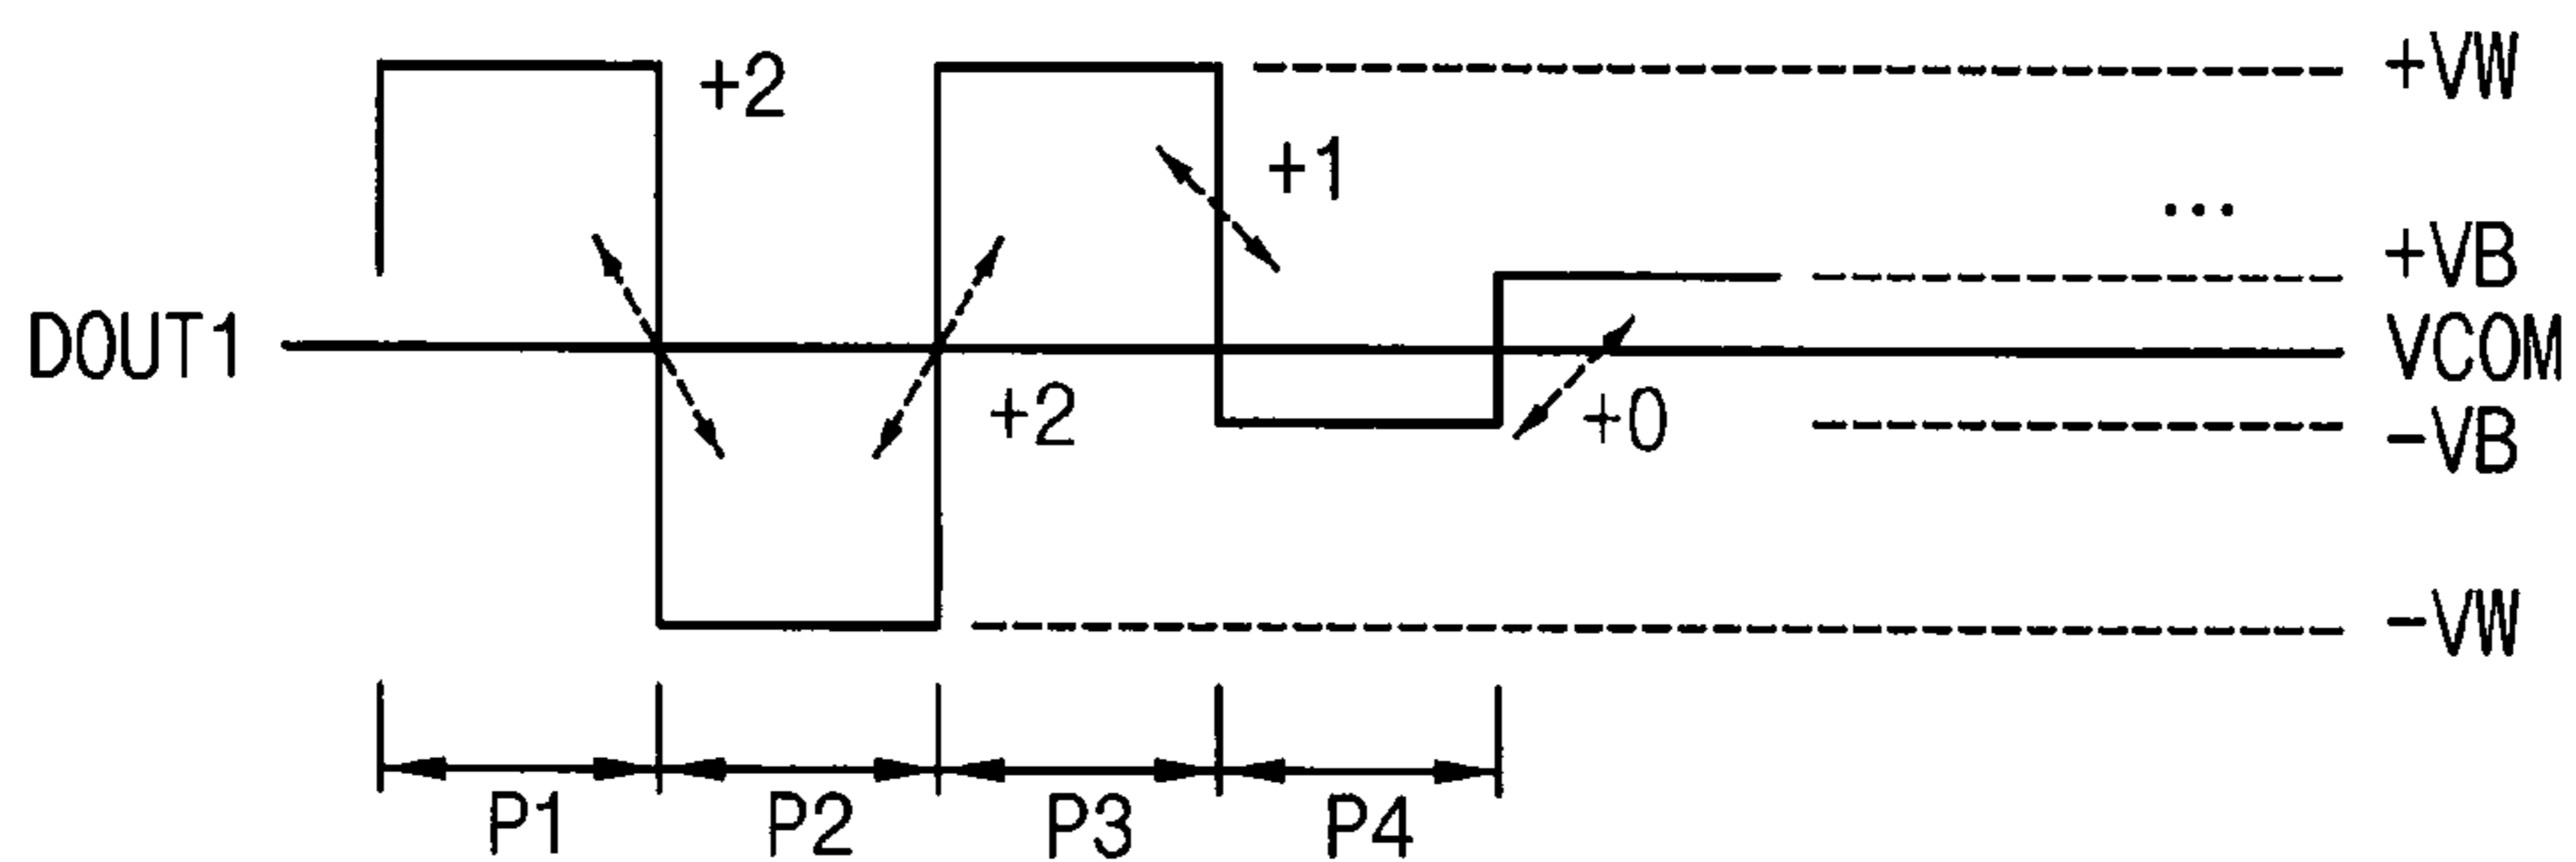 +2
+VW
+1
...
+VB
DOUT1
VCOM
+2
+0
-VB
-VW
P1 P2 P3 P4